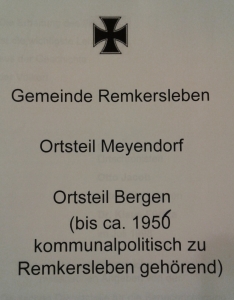 Gemeinde Remkersleben
Ortsteil Meyendorf
Ortsteil Bergen
(bis ca. 1950
kommunalpolitisch zu
Remkersleben gehörend)